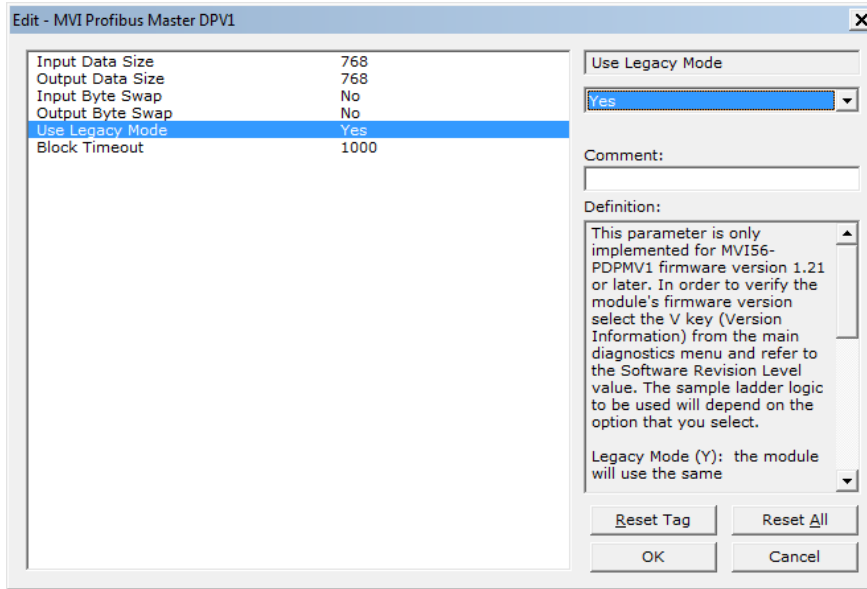 Edit - MVI Profibus Master DPV1
Input Data Size 768
Output Data Size 768
Input Byte Swap No
Output Byte Swap No
Use Legacy Mode Yes
Block Timeout 1000
Use Legacy Mode
Yes
Comment:
Definition:
This parameter is only
implemented for MVI56-
PDPMV1 firmware version 1.21
or later. In order to verify the
module's firmware version
select the V key (Version
Information) from the main
diagnostics menu and refer to
the Software Revision Level
value. The sample ladder logic
to be used will depend on the
option that you select.
Legacy Mode (Y):  the module
will use the same
Reset Tag
Reset All
OK
Cancel